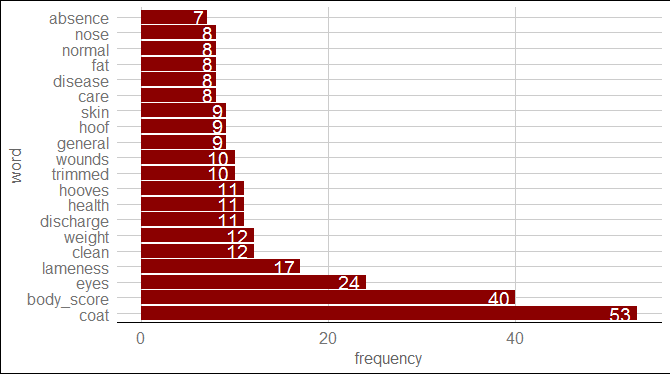 absence 7
nose 8
normal 8
fat 8
disease 8
care 8
skin 9
hoof 9
general 9
wounds 10
trimmed 10
hooves 11
health 11
discharge 11
weight 12
clean 12
lameness 17
eyes 24
body_score 40
coat 53
word
0 20 40
frequency